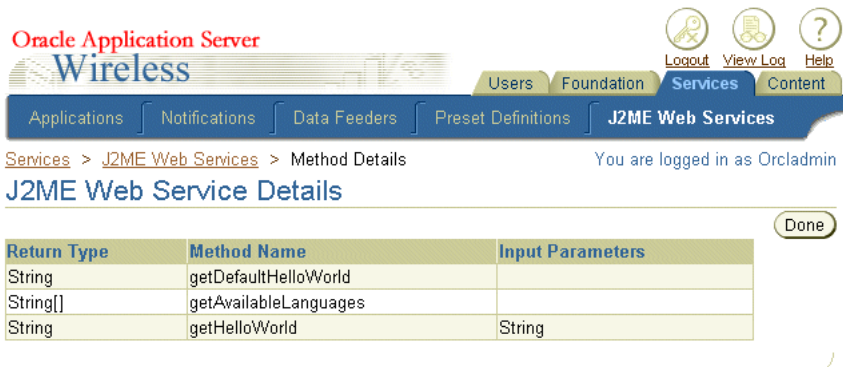 Oracle Application Server
Wireless
Logout View Log Help
Users Foundation Services Content
Applications Notifications Data Feeders Preset Definitions J2ME Web Services
Services > J2ME Web Services > Method Details You are logged in as Orcladmin
J2ME Web Service Details
Done
Return Type Method Name Input Parameters
String getDefaultHelloWorld
String[] getAvailableLanguages
String getHelloWorld String